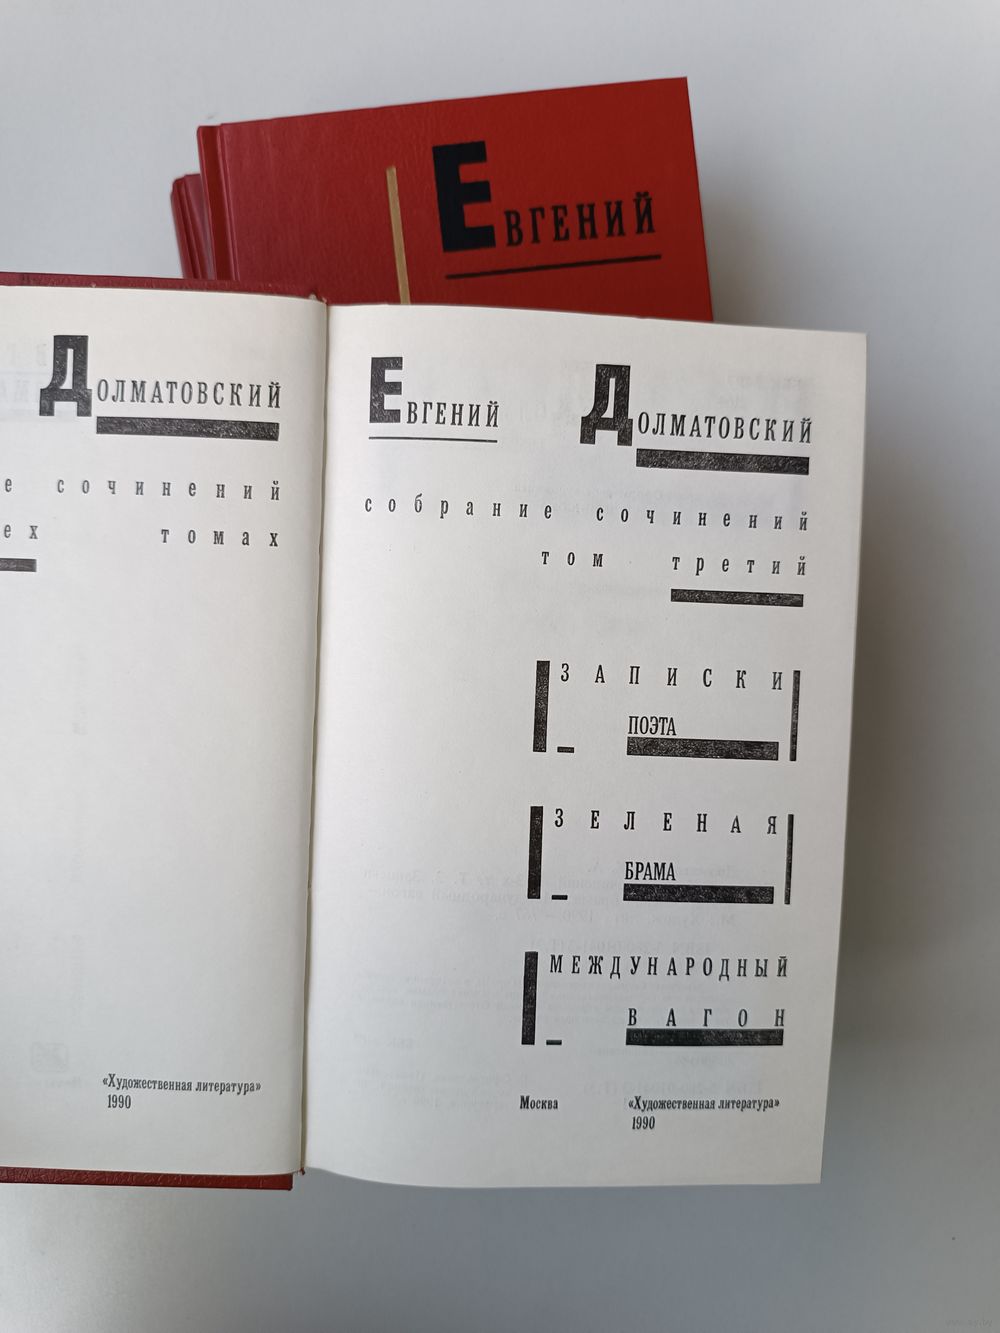 Евгений
Долматовский
е сочинений
ех томах
«Художественная литература»
1990
Евгений Долматовский
собрание сочинений
том третий
ЗАПИСКИ
ПОЭТА
ЗЕЛЕНАЯ
БРАМА
МЕЖДУНАРОДНЫЙ
ВАГОН
Москва «Художественная литература»
1990